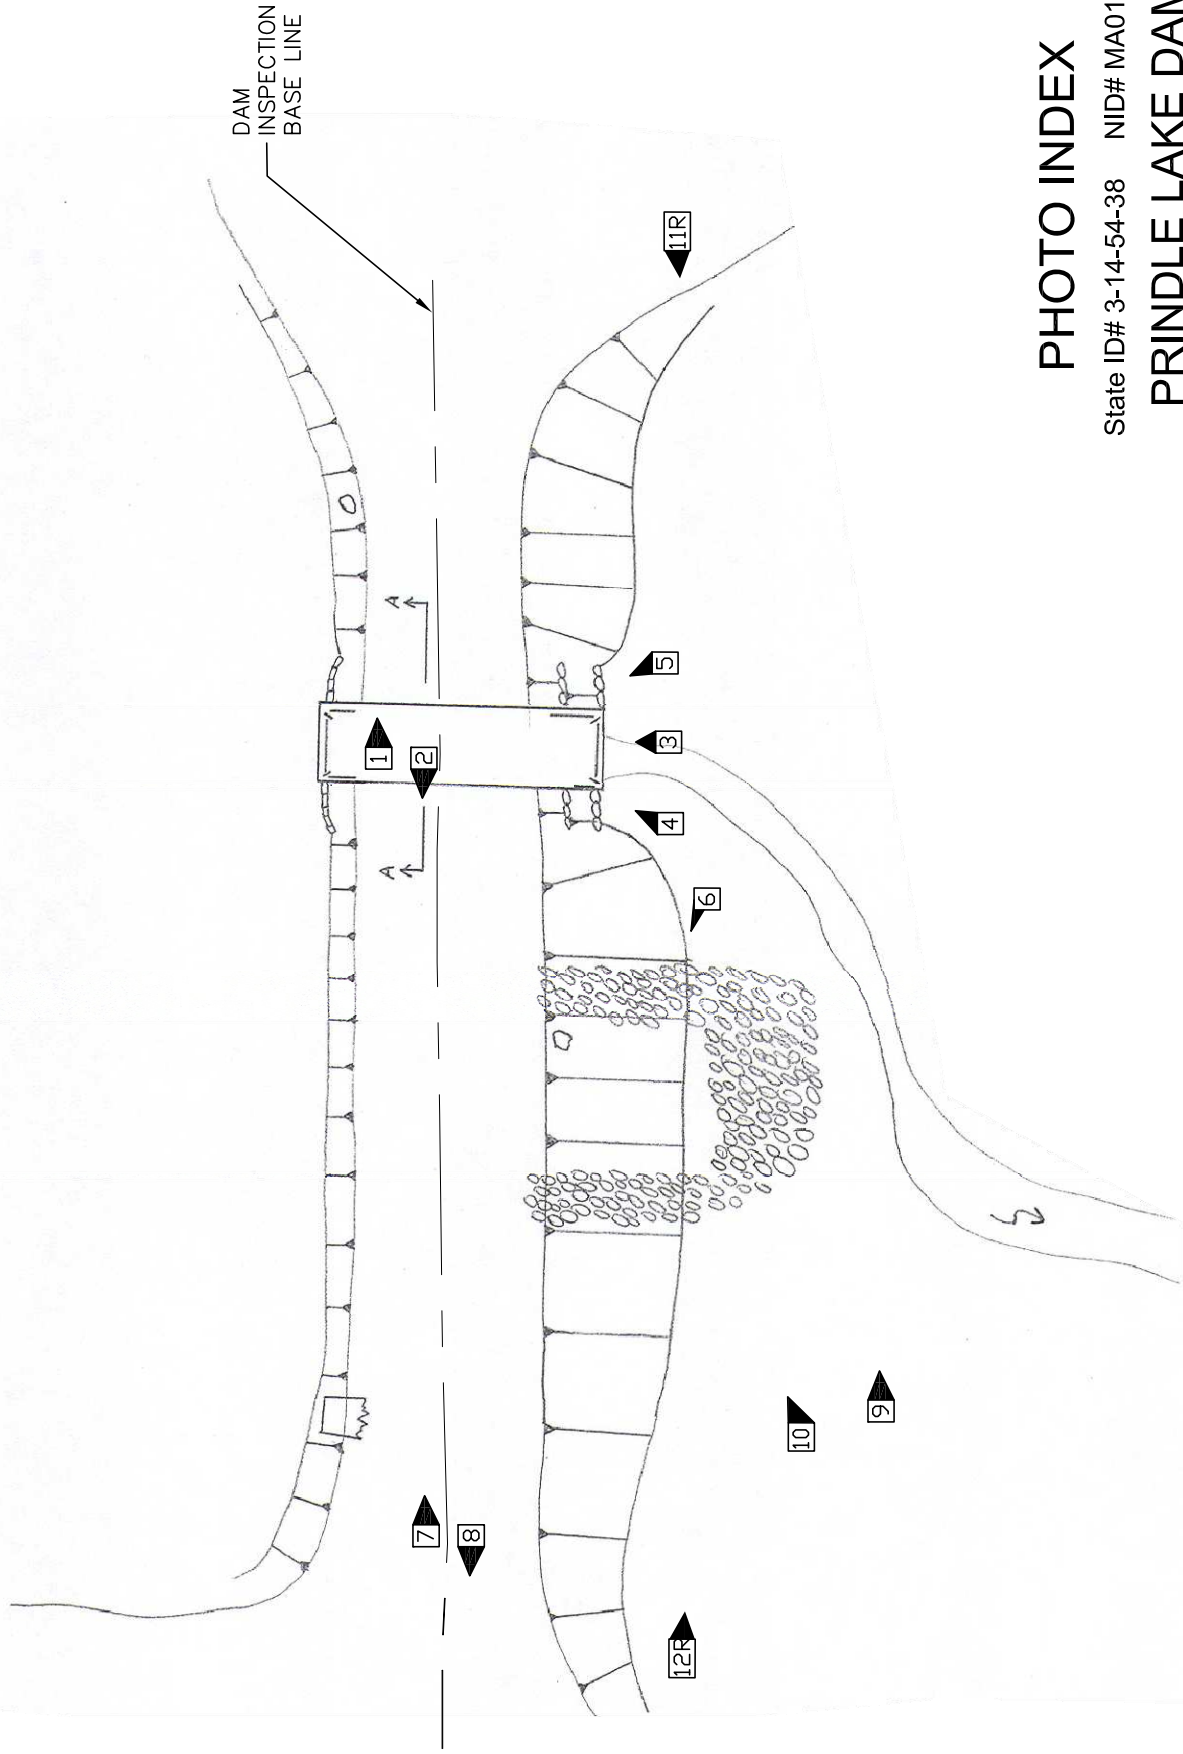 DAM
INSPECTION
BASE LINE
11R
A
A
5
1
2
3
4
6
7
8
9
10
12R
PHOTO INDEX
State ID# 3-14-54-38 NID# MA01
PRINDLE LAKE DAM